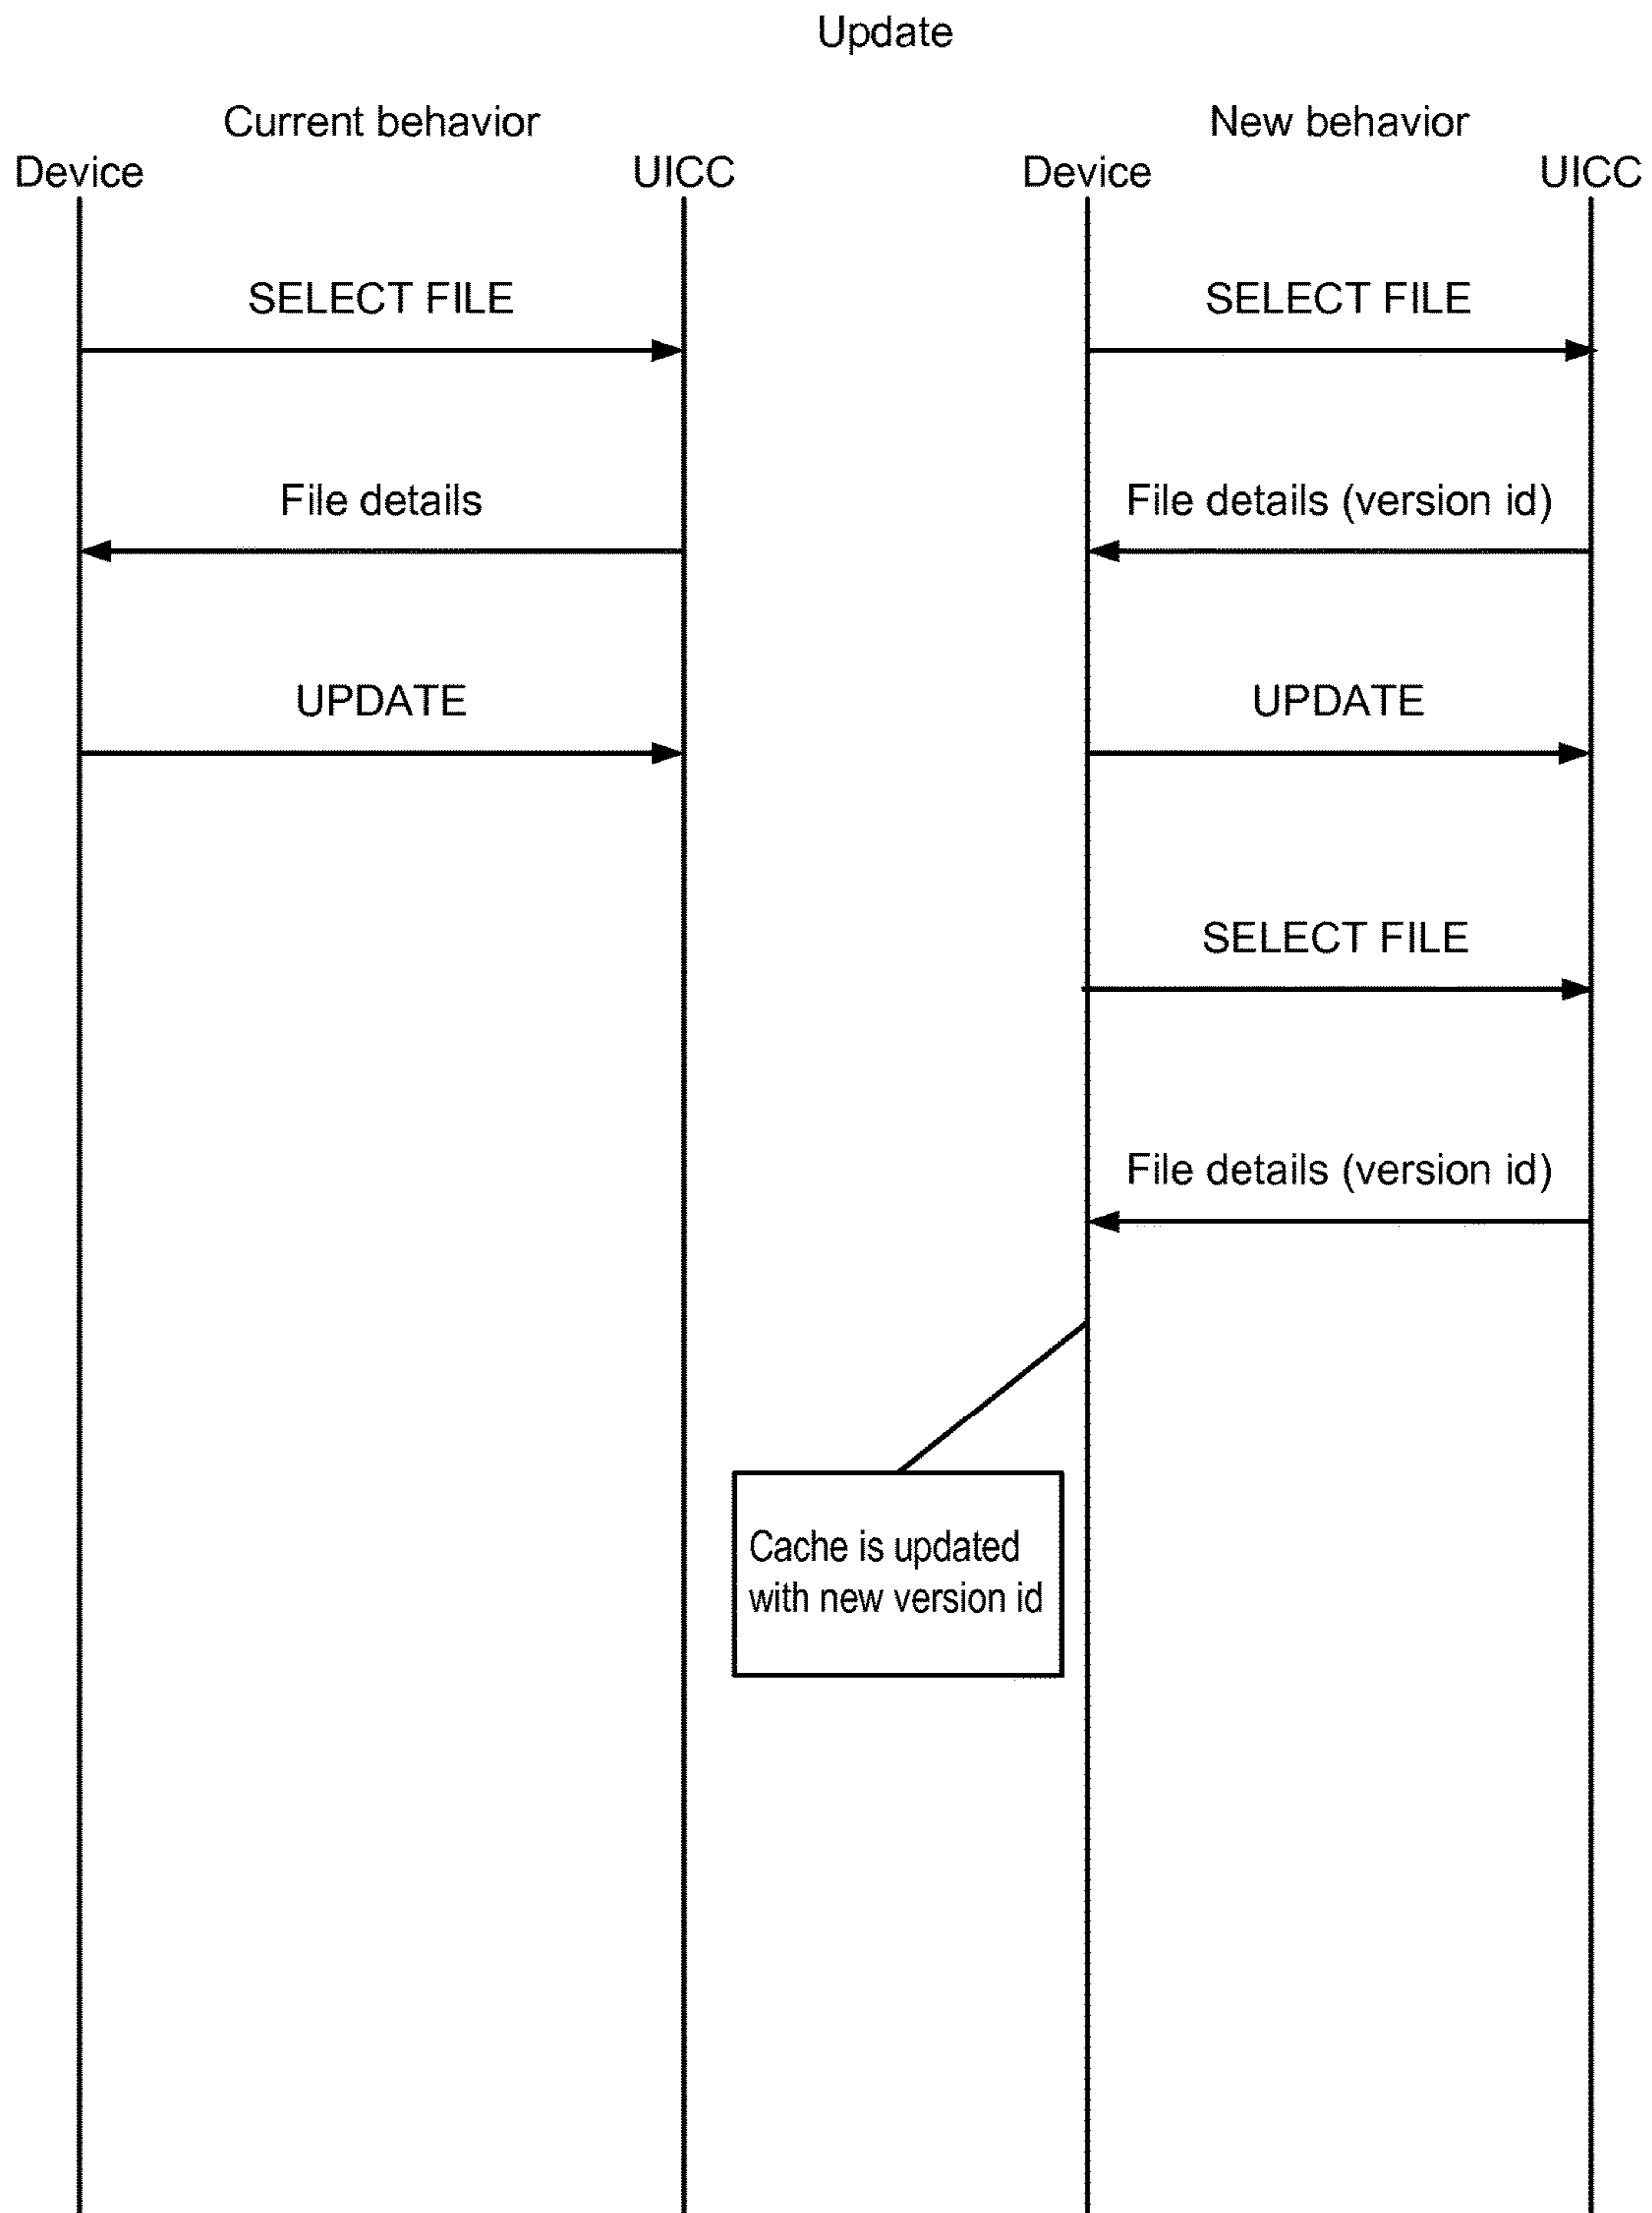 Update
Current behavior
New behavior
Device
UICC
Device
UICC
SELECT FILE
SELECT FILE
File details
File details (version id)
UPDATE
UPDATE
SELECT FILE
File details (version id)
Cache is updated
with new version id